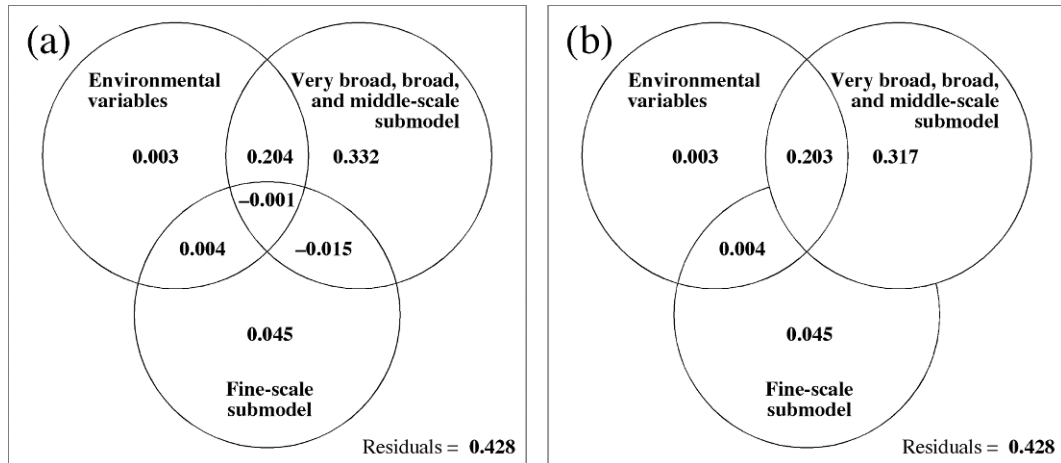 (a)
Environmental
variables
Very broad, broad,
and middle-scale
submodel
0.003
0.204
0.332
–0.001
0.004
–0.015
0.045
Fine-scale
submodel
Residuals = 0.428
(b)
Environmental
variables
Very broad, broad,
and middle-scale
submodel
0.003
0.203
0.317
0.004
0.045
Fine-scale
submodel
Residuals = 0.428